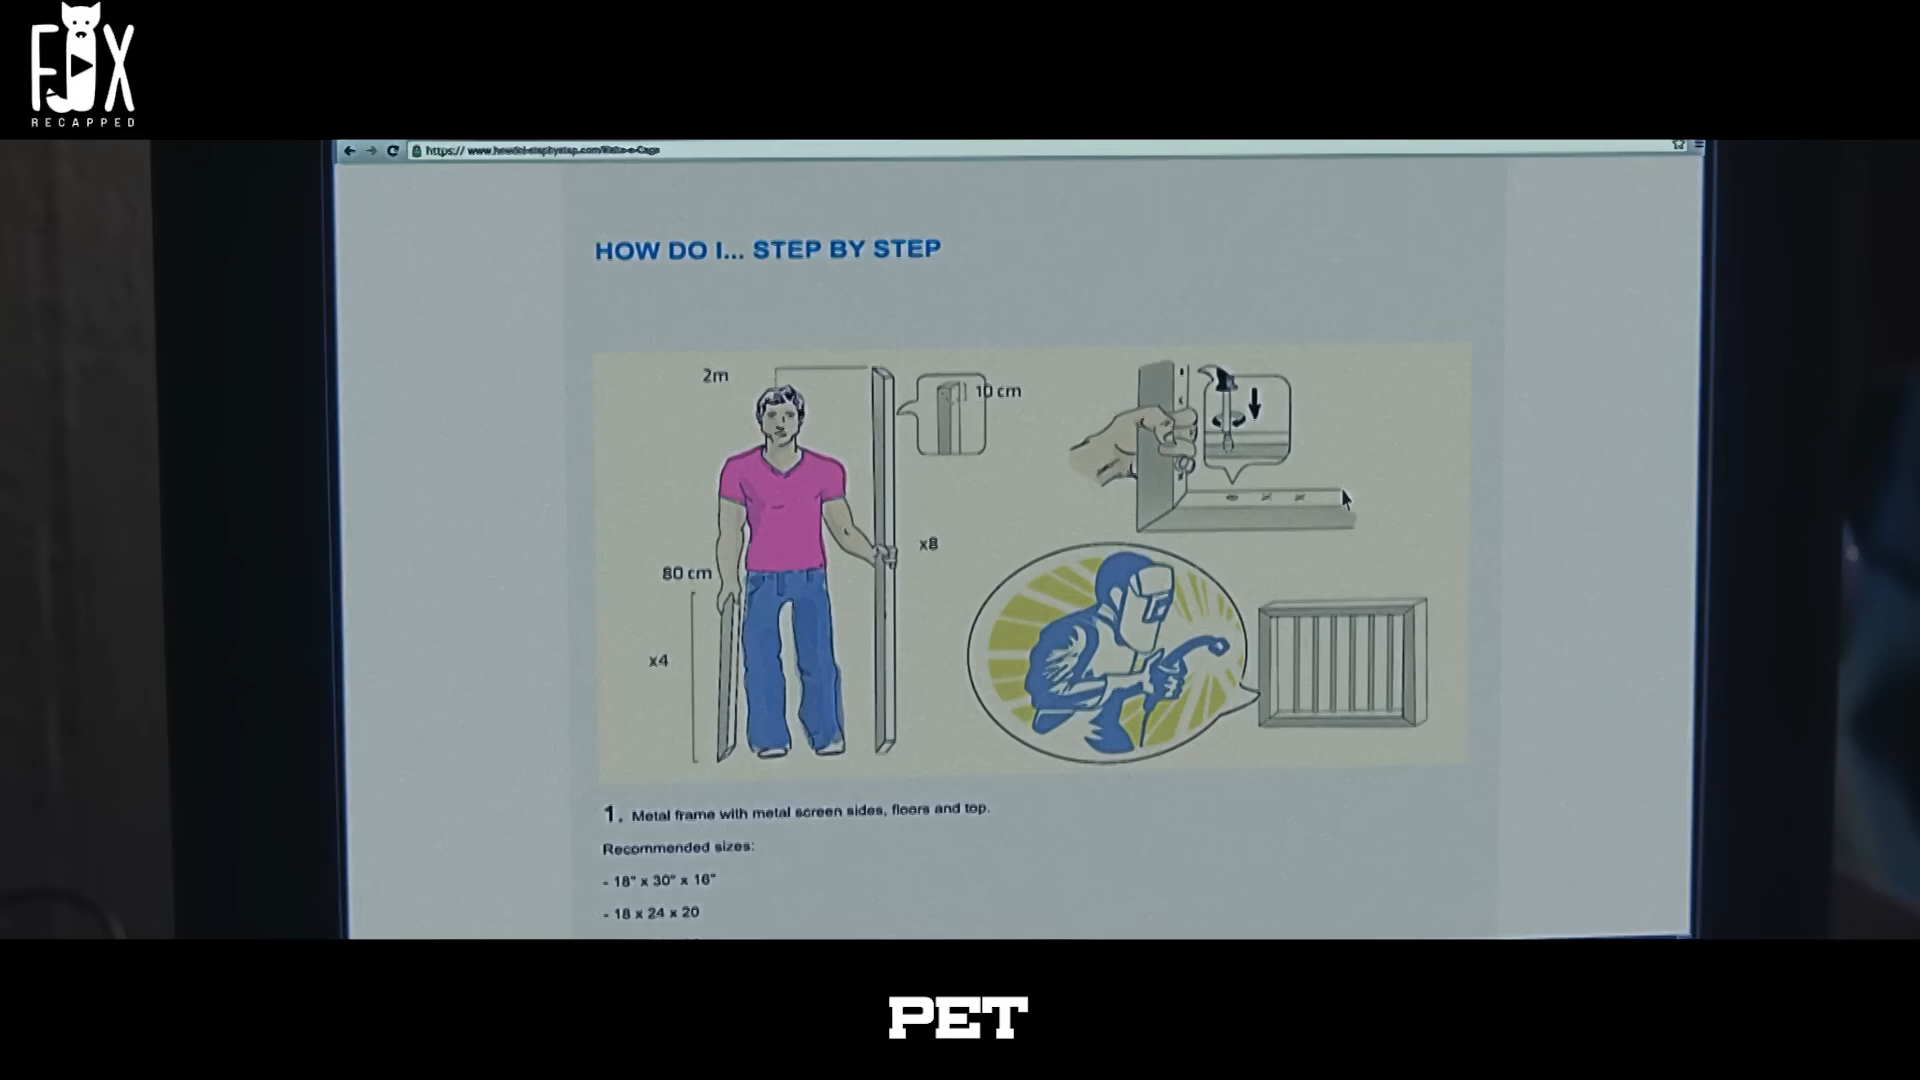 FOX
RECAPPED
https://
HOW DO I... STEP BY STEP
2m
10 cm
x8
80 cm
x4
1. Metal frame with metal screen sides, floors and top.
Recommended sizes:
- 18" x 30" x 16"
- 18 x 24 x 20
PET